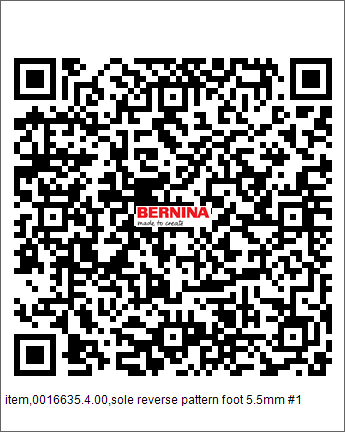 BERNINA
made to create
item,0016635.4.00,sole reverse pattern foot 5.5mm #1